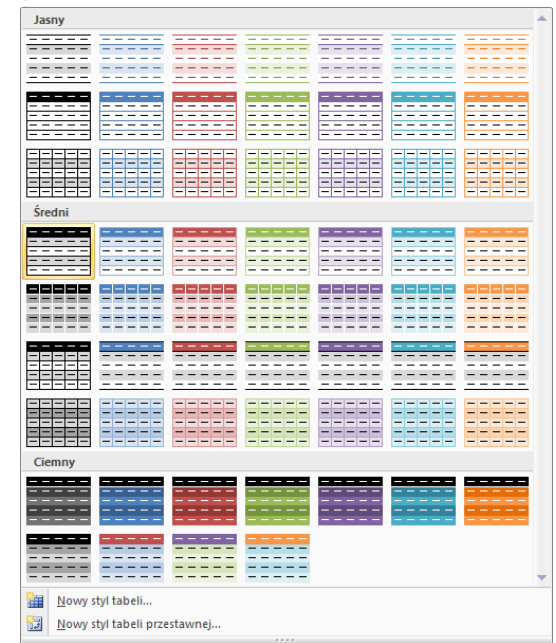 Jasny
Średni
Ciemny
Nowy styl tabeli...
Nowy styl tabeli przestawnej...